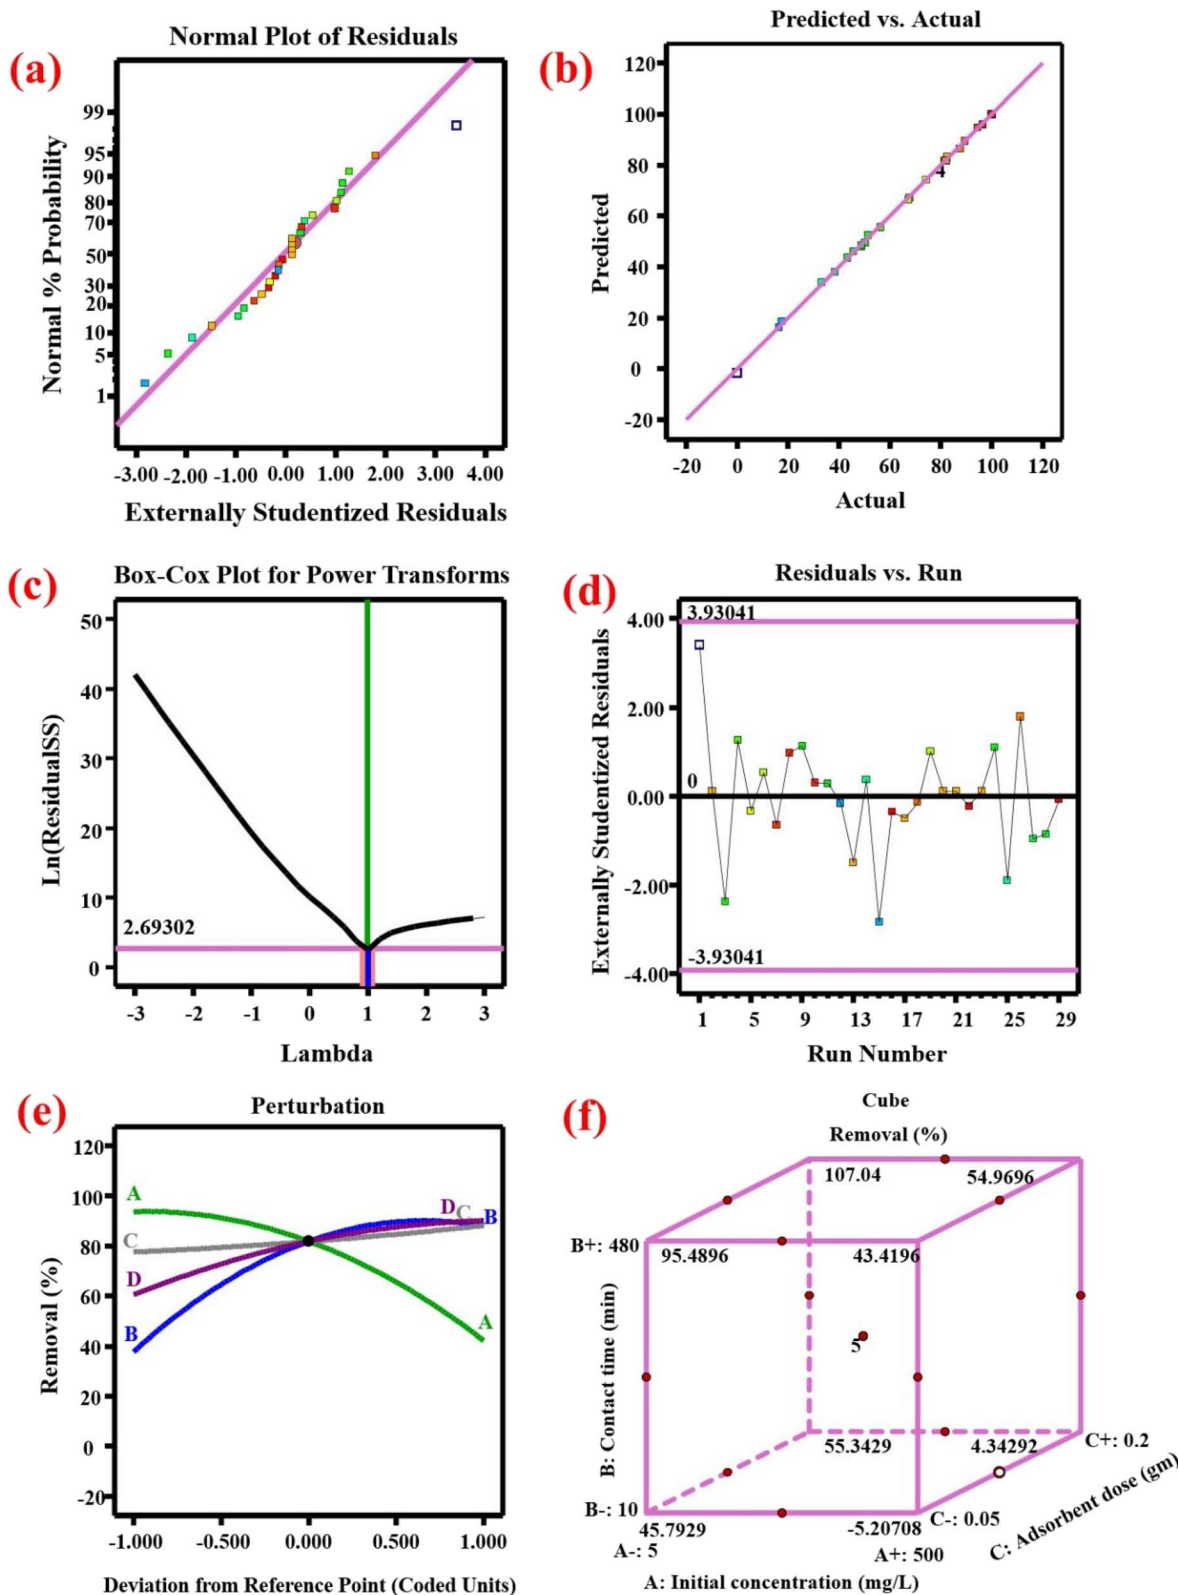 (a)
Normal Plot of Residuals
Normal % Probability
99
95
90
80
70
50
30
20
10
5
1
-3.00 -2.00 -1.00 0.00 1.00 2.00 3.00 4.00
Externally Studentized Residuals
(b)
Predicted vs. Actual
Predicted
120
100
80
60
40
20
0
-20
4
-20 0 20 40 60 80 100 120
Actual
(c)
Box-Cox Plot for Power Transforms
Ln(ResidualSS)
50
40
30
20
10
0
2.69302
-3 -2 -1 0 1 2 3
Lambda
(d)
Residuals vs. Run
Externally Studentized Residuals
4.00
2.00
0.00
-2.00
-4.00
3.93041
0
-3.93041
1 5 9 13 17 21 25 29
Run Number
(e)
Perturbation
Removal (%)
120
100
80
60
40
20
0
-20
A
C
D
B
D
C
B
A
-1.000 -0.500 0.000 0.500 1.000
Deviation from Reference Point (Coded Units)
(f)
Cube
Removal (%)
107.04 54.9696
B+: 480
95.4896 43.4196
B: Contact time (min)
5
55.3429 4.34292
C+: 0.2
B-: 10
C-: 0.05
45.7929 -5.20708
C: Adsorbent dose (gm)
A-: 5 A+: 500
A: Initial concentration (mg/L)